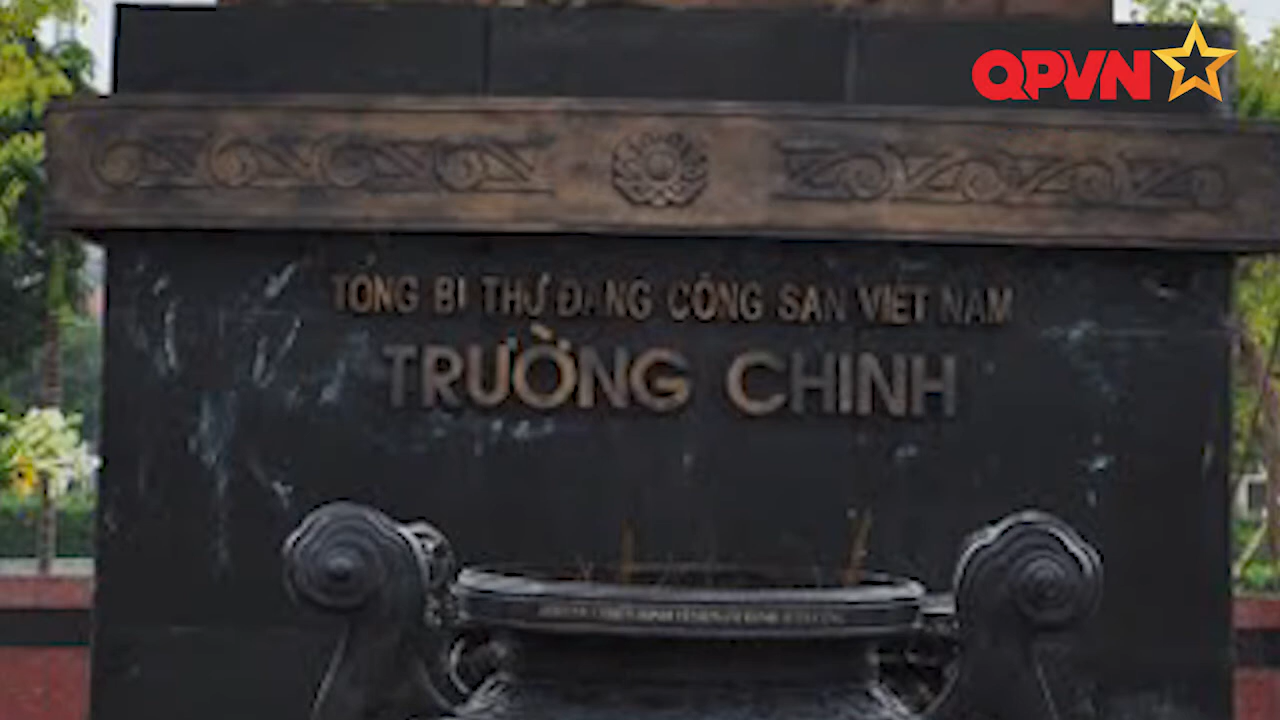 QPVN
TỔNG BÍ THƯ ĐẢNG CỘNG SẢN VIỆT NAM
TRƯỜNG CHINH